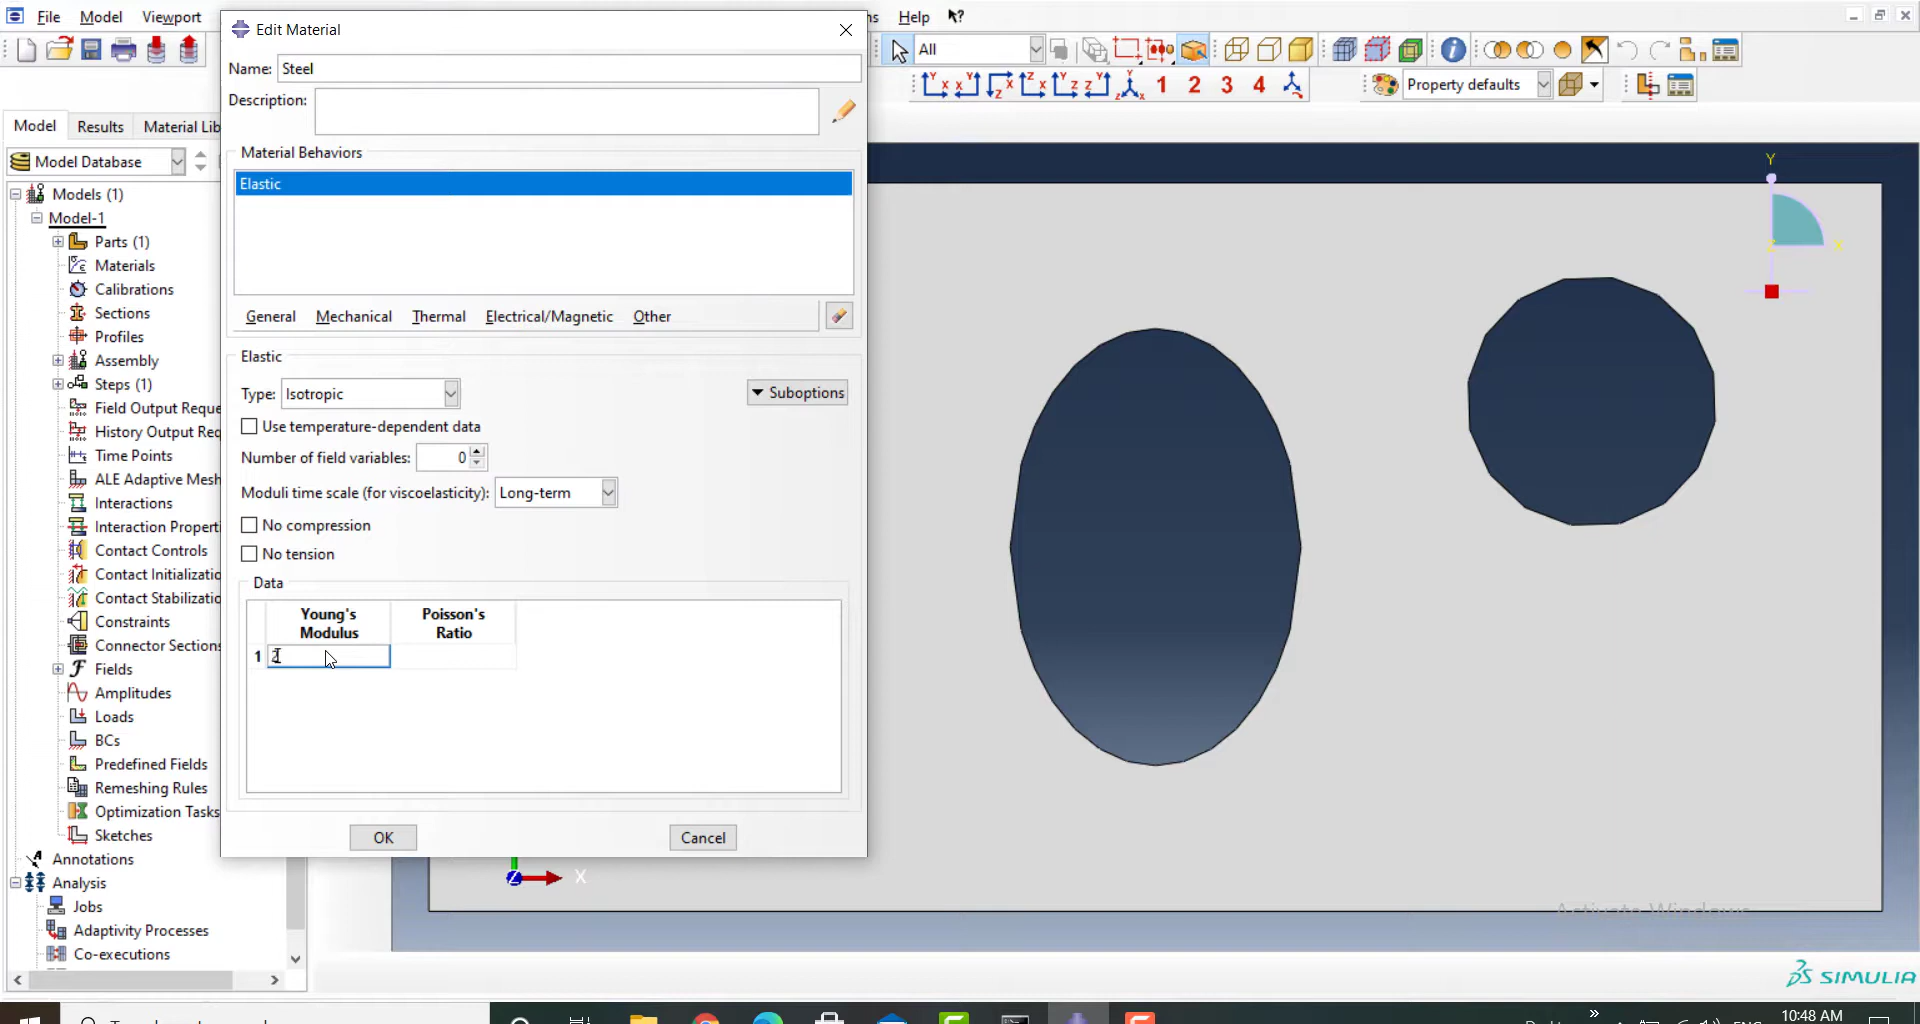 File Model Viewport Help
Edit Material
All
Name: Steel
Description:
1 2 3 4
Property defaults
Model Results Material Lib
Material Behaviors
Elastic
Model Database
Models (1)
Model-1
Parts (1)
Materials
Calibrations
Sections
Profiles
Assembly
Steps (1)
Field Output Reque
History Output Req
Time Points
ALE Adaptive Mesh
Interactions
Interaction Properti
Contact Controls
Contact Initializatio
Contact Stabilizatio
Constraints
Connector Sections
Fields
Amplitudes
Loads
BCs
Predefined Fields
Remeshing Rules
Optimization Tasks
Sketches
Annotations
Analysis
Jobs
Adaptivity Processes
Co-executions
General Mechanical Thermal Electrical/Magnetic Other
Elastic
Type: Isotropic
Suboptions
Use temperature-dependent data
Number of field variables: 0
Moduli time scale (for viscoelasticity): Long-term
No compression
No tension
Data
Young's Modulus
Poisson's Ratio
1 2
OK Cancel
Y
X
Z
Z X
Activate Windows
SIMULIA
10:48 AM